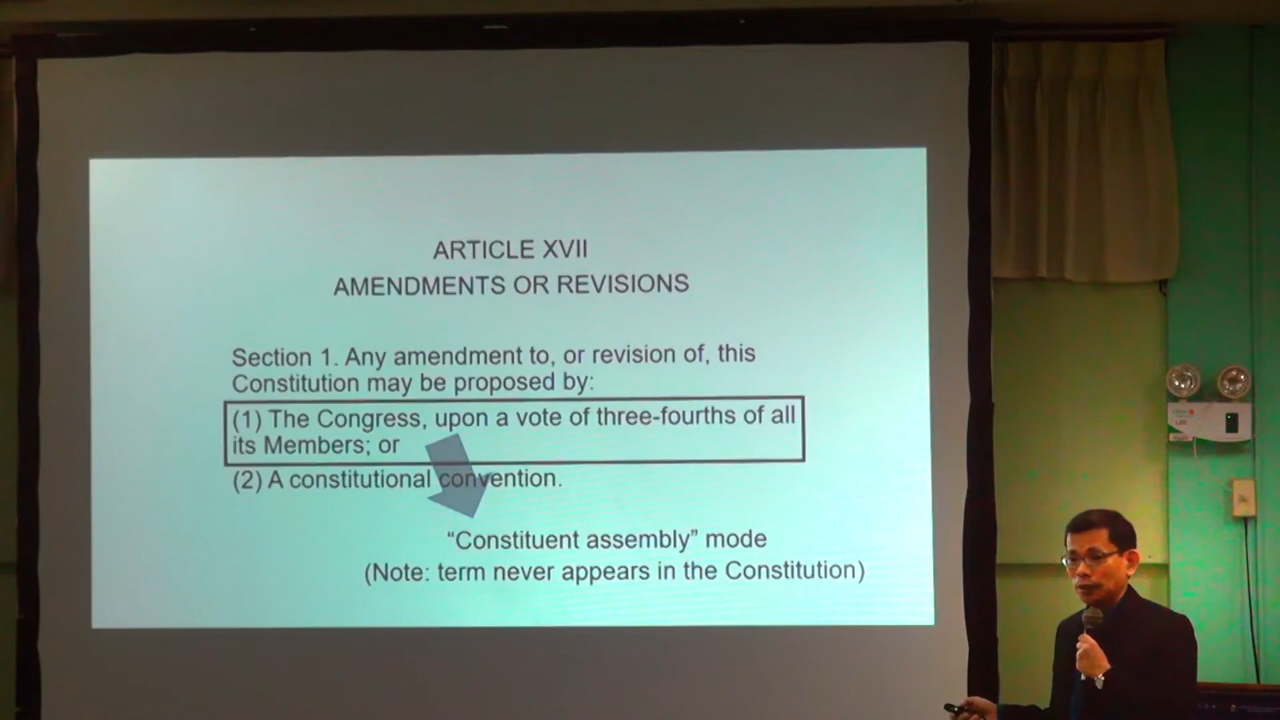 ARTICLE XVII
AMENDMENTS OR REVISIONS
Section 1. Any amendment to, or revision of, this
Constitution may be proposed by:
(1) The Congress, upon a vote of three-fourths of all
its Members; or
(2) A constitutional convention.
“Constituent assembly” mode
(Note: term never appears in the Constitution)